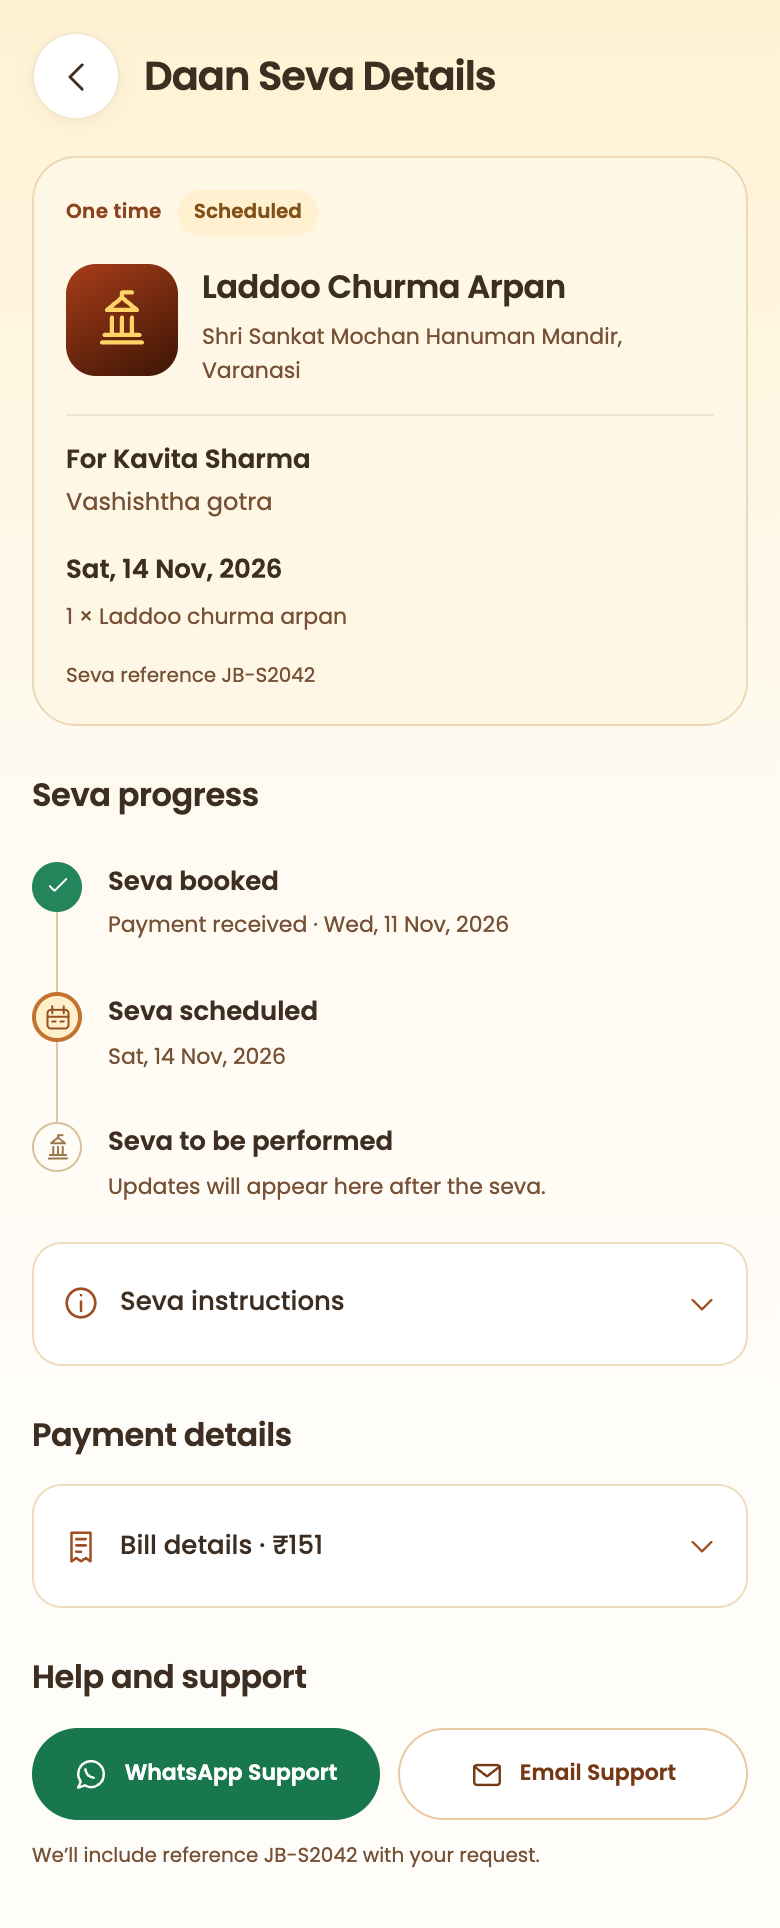 Daan Seva Details
One time
Scheduled
Laddoo Churma Arpan
Shri Sankat Mochan Hanuman Mandir,
Varanasi
For Kavita Sharma
Vashishtha gotra
Sat, 14 Nov, 2026
1 × Laddoo churma arpan
Seva reference JB-S2042
Seva progress
Seva booked
Payment received · Wed, 11 Nov, 2026
Seva scheduled
Sat, 14 Nov, 2026
Seva to be performed
Updates will appear here after the seva.
Seva instructions
Payment details
Bill details · ₹151
Help and support
WhatsApp Support
Email Support
We’ll include reference JB-S2042 with your request.